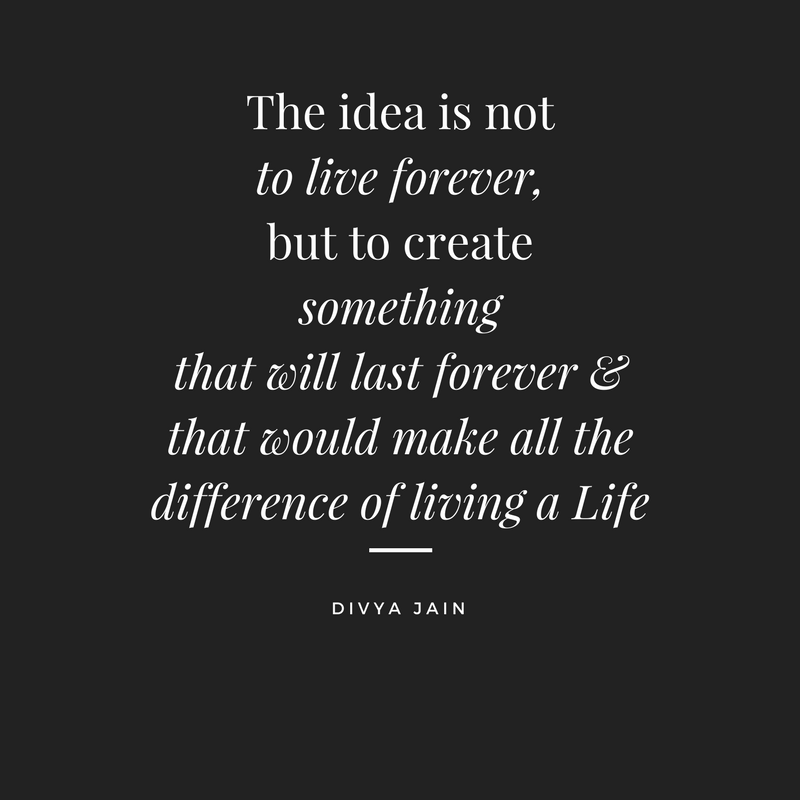 The idea is not
to live forever,
but to create
something
that will last forever &
that would make all the
difference of living a Life
DIVYA JAIN